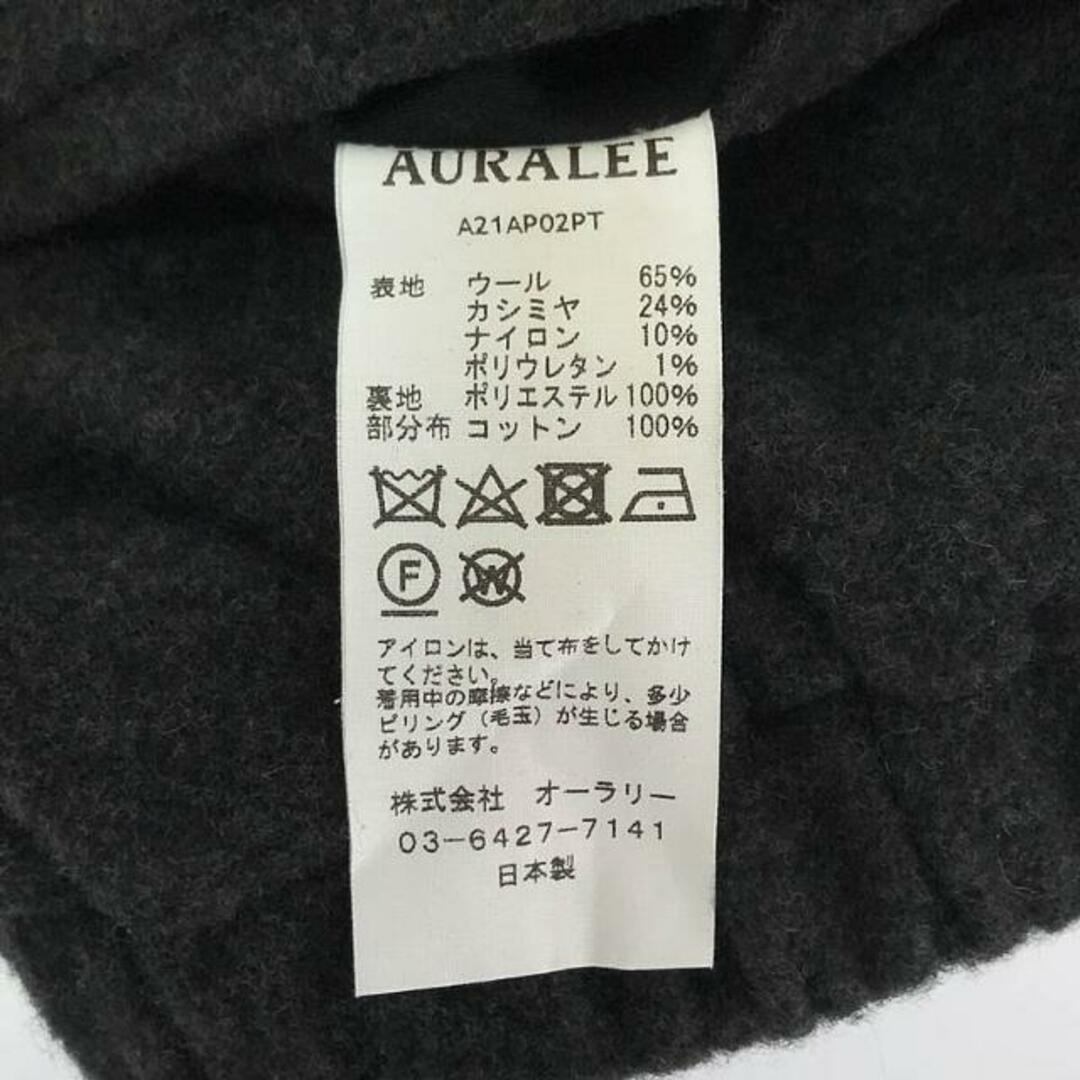 AURALEE
A21AP02PT
表地 ウール 65%
カシミヤ 24%
ナイロン 10%
ポリウレタン 1%
裏地 ポリエステル 100%
部分布 コットン 100%
F W
アイロンは、当て布をしてかけ
てください。
着用中の摩擦などにより、多少
ピリング（毛玉）が生じる場合
があります。
株式会社 オーラリー
03-6427-7141
日本製